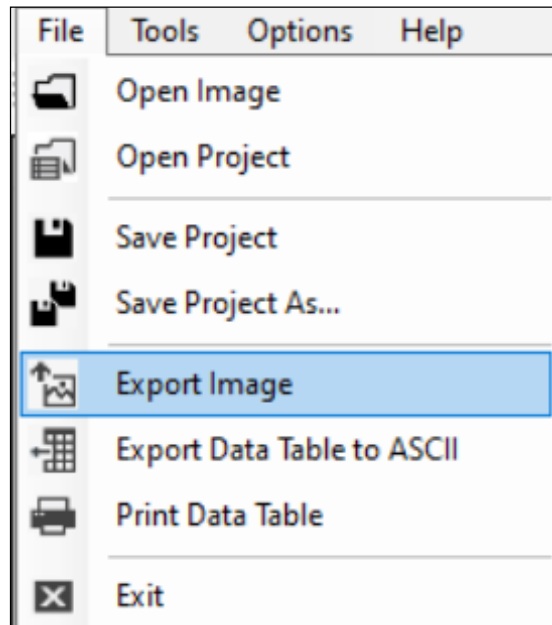 File Tools Options Help
Open Image
Open Project
Save Project
Save Project As...
Export Image
Export Data Table to ASCII
Print Data Table
Exit